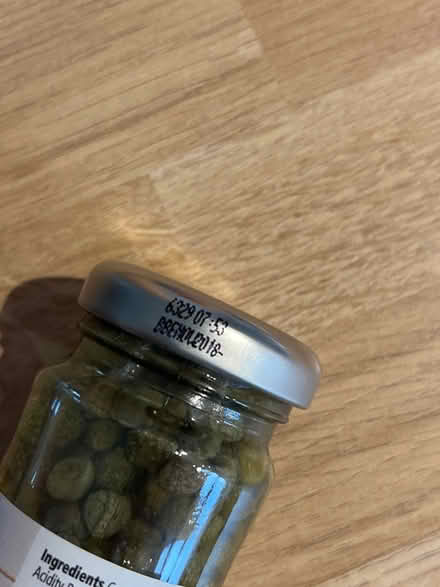 6329 07:53
BBENOV2018
Ingredients
Acidity